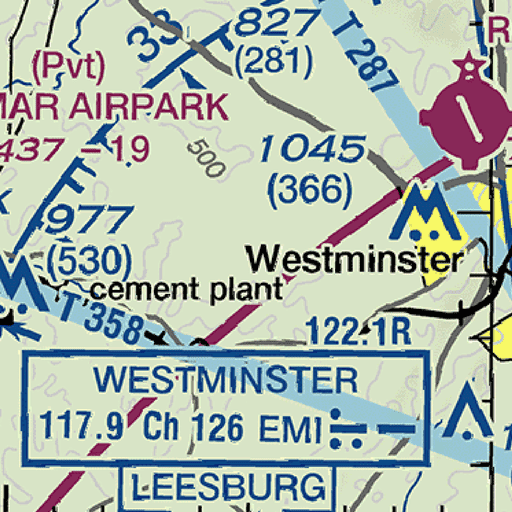 827
(281)
33
T 287
R
(Pvt)
MAR AIRPARK
437 - 19
500
1045
(366)
977
(530)
Westminster
cement plant
T 358
122.1R
WESTMINSTER
117.9 Ch 126 EMI
LEESBURG